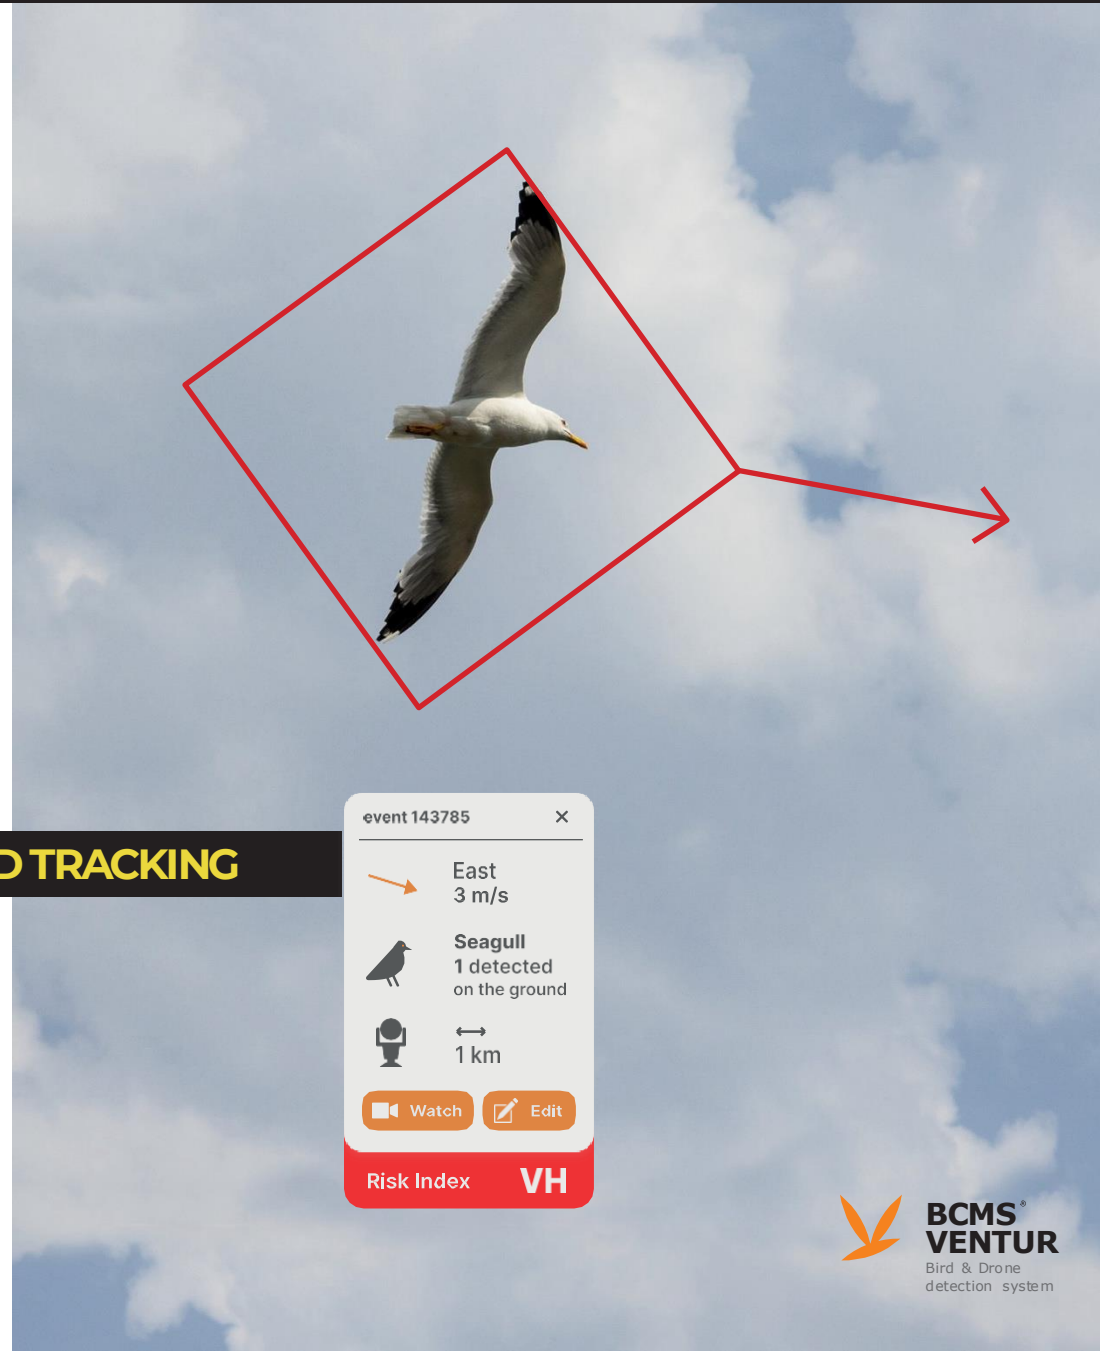 event 143785
D TRACKING
East
3 m/s
Seagull
1 detected
on the ground
1 km
Watch
Edit
Risk Index VH
BCMS®
VENTUR
Bird & Drone
detection system